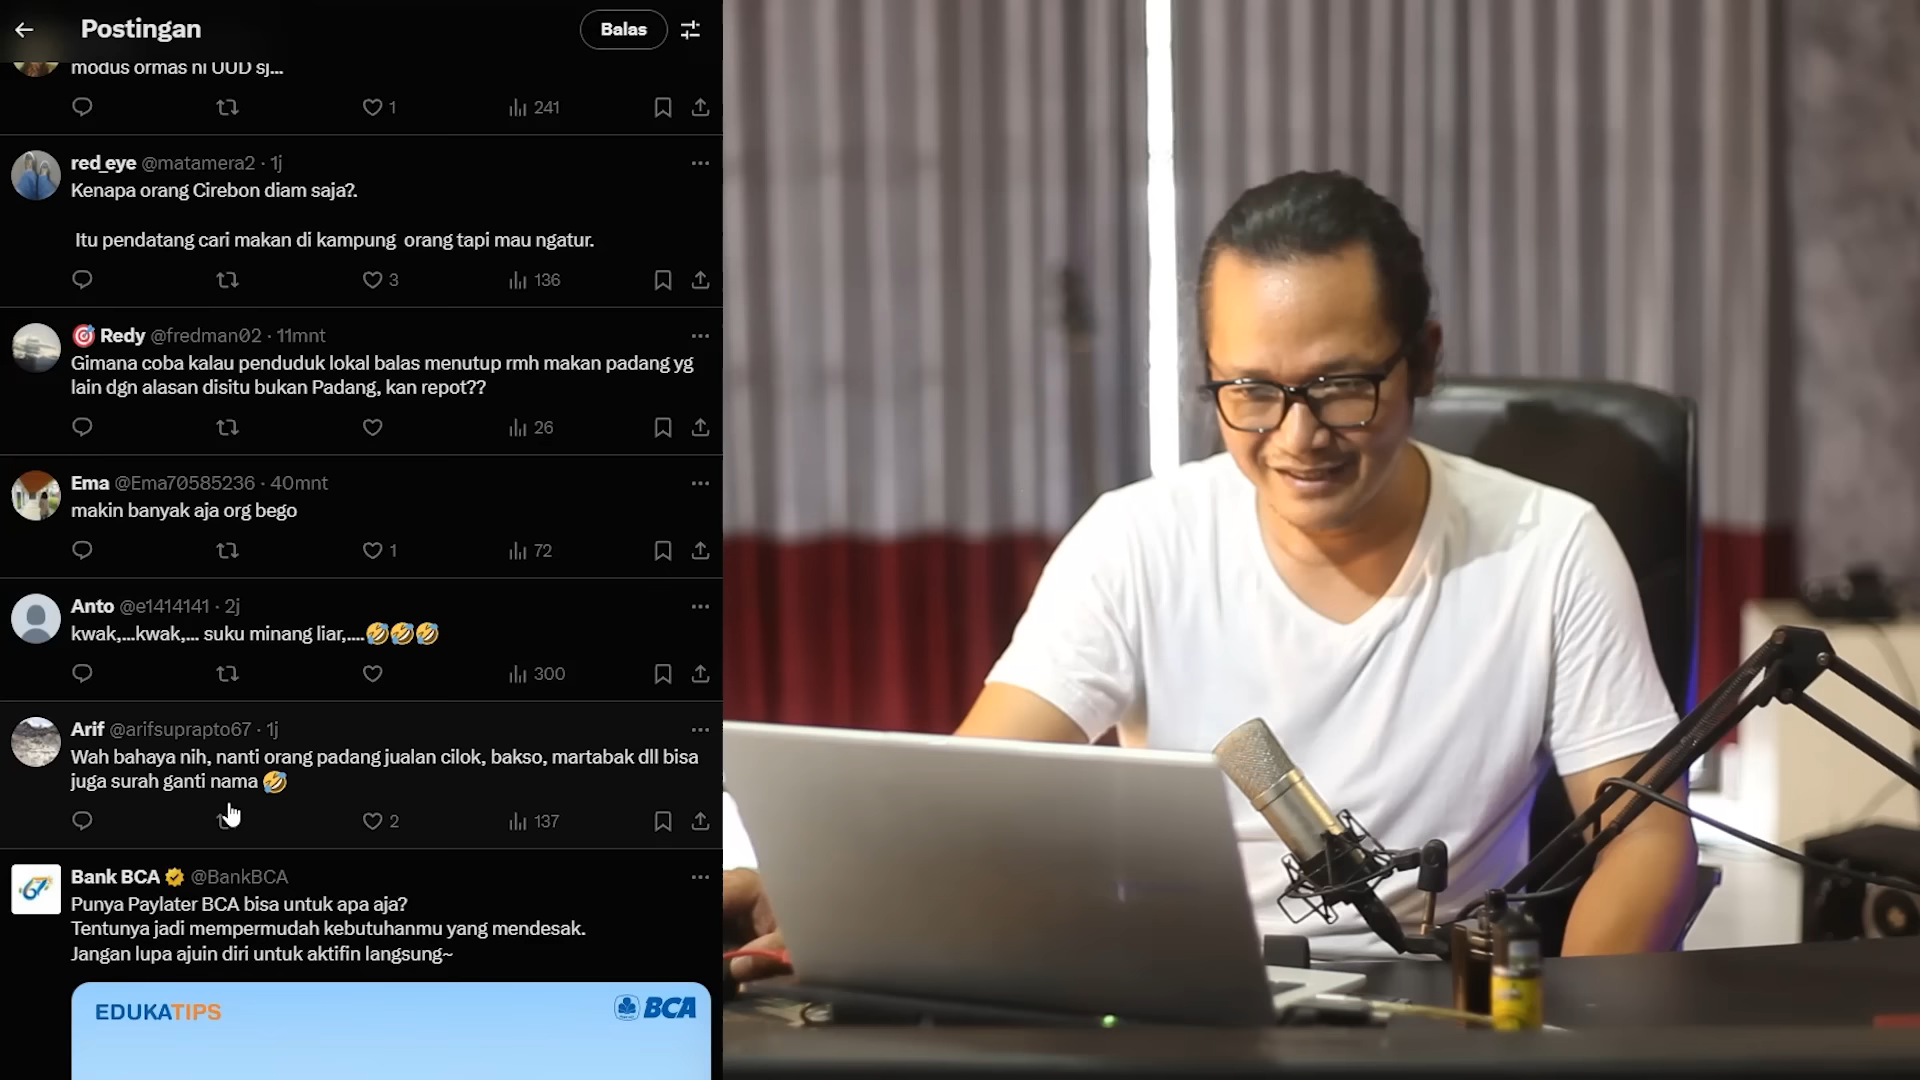 Postingan
Balas
modus ormas ni UUD sj...
1
241
red_eye @matamera2 · 1j
Kenapa orang Cirebon diam saja?.
Itu pendatang cari makan di kampung orang tapi mau ngatur.
3
136
🎯 Redy @fredman02 · 11mnt
Gimana coba kalau penduduk lokal balas menutup rmh makan padang yg
lain dgn alasan disitu bukan Padang, kan repot??
26
Ema @Ema70585236 · 40mnt
makin banyak aja org bego
1
72
Anto @e1414141 · 2j
kwak,...kwak,... suku minang liar,....🤣🤣🤣
300
Arif @arifsuprapto67 · 1j
Wah bahaya nih, nanti orang padang jualan cilok, bakso, martabak dll bisa
juga surah ganti nama 🤣
2
137
67
Bank BCA @BankBCA
Punya Paylater BCA bisa untuk apa aja?
Tentunya jadi mempermudah kebutuhanmu yang mendesak.
Jangan lupa ajuin diri untuk aktifin langsung~
EDUKATIPS
BCA